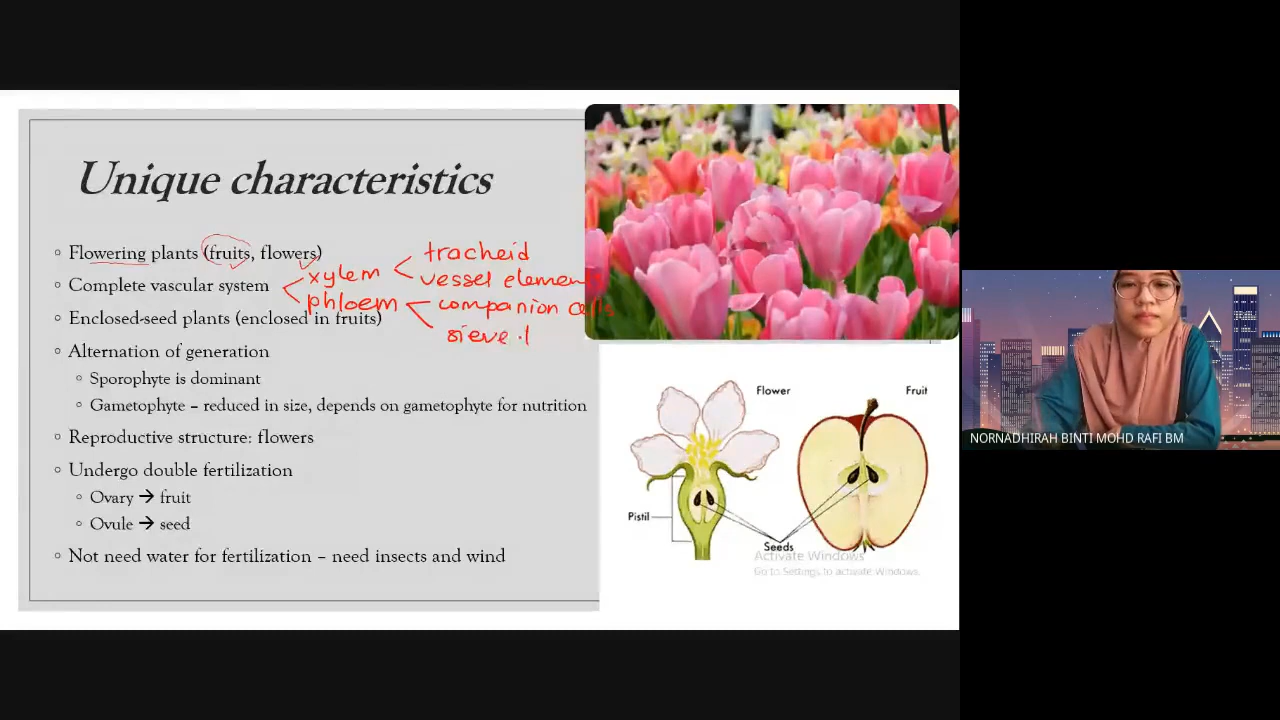 Unique characteristics
Flowering plants (fruits, flowers)
Complete vascular system
xylem
tracheid
vessel elements
phloem
companion cells
sieve
Enclosed-seed plants (enclosed in fruits)
Alternation of generation
Sporophyte is dominant
Gametophyte – reduced in size, depends on gametophyte for nutrition
Reproductive structure: flowers
Undergo double fertilization
Ovary → fruit
Ovule → seed
Not need water for fertilization – need insects and wind
Flower
Fruit
Pistil
Seeds
Activate Windows
Go to Settings to activate Windows.
NORNADHIRAH BINTI MOHD RAFI BM